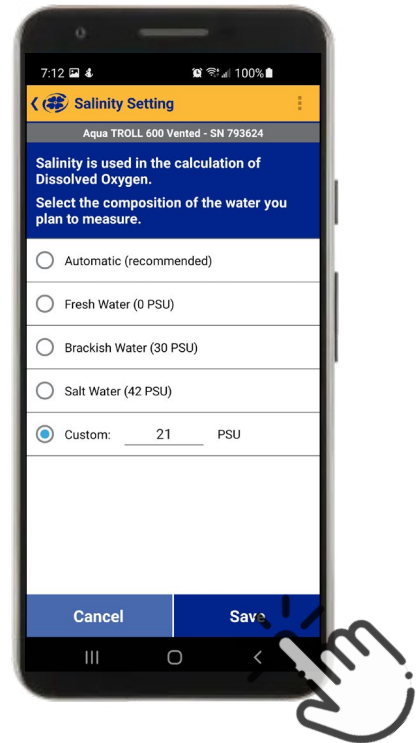 7:12 100%
Salinity Setting
Aqua TROLL 600 Vented - SN 793624
Salinity is used in the calculation of
Dissolved Oxygen.
Select the composition of the water you
plan to measure.
Automatic (recommended)
Fresh Water (0 PSU)
Brackish Water (30 PSU)
Salt Water (42 PSU)
Custom: 21 PSU
Cancel Save